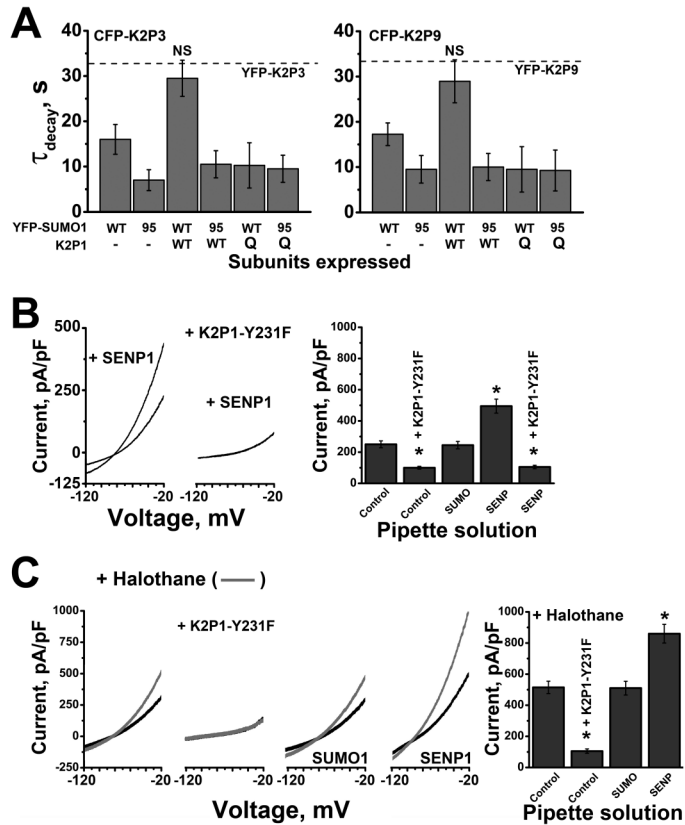 A
CFP-K2P3
CFP-K2P9
NS
NS
YFP-K2P3
YFP-K2P9
τdecay, s
40
30
20
10
0
40
30
20
10
0
YFP-SUMO1 WT 95 WT 95 WT 95 WT 95 WT 95 WT 95
K2P1 - - WT WT Q Q - - WT WT Q Q
Subunits expressed
B
Current, pA/pF
500
250
0
-125
+ SENP1
+ K2P1-Y231F
+ SENP1
-120 -20 -120 -20
Voltage, mV
Current, pA/pF
1000
800
600
400
200
0
* + K2P1-Y231F
*
* + K2P1-Y231F
Control Control SUMO SENP SENP
Pipette solution
C
+ Halothane ( )
Current, pA/pF
1000
750
500
250
0
-250
+ K2P1-Y231F
SUMO1
SENP1
-120 -20 -120 -20 -120 -20 -120 -20
Voltage, mV
Current, pA/pF
1000
800
600
400
200
0
+ Halothane
* + K2P1-Y231F
*
Control Control SUMO SENP
Pipette solution